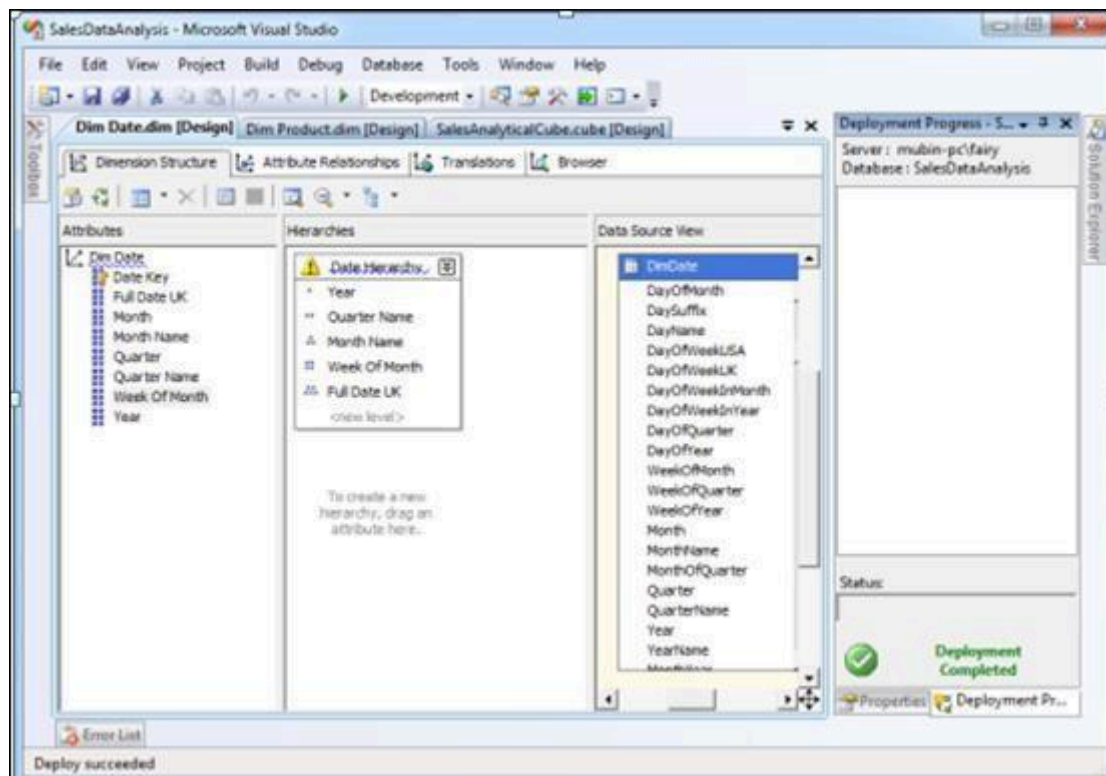 SalesDataAnalysis - Microsoft Visual Studio
File Edit View Project Build Debug Database Tools Window Help
Development
Toolbox
Dim Date.dim [Design] Dim Product.dim [Design] SalesAnalyticalCube.cube [Design]
Dimension Structure Attribute Relationships Translations Browser
Attributes
Dim Date
Date Key
Full Date UK
Month
Month Name
Quarter
Quarter Name
Week Of Month
Year
Hierarchies
Date Hierarchy
Year
Quarter Name
Month Name
Week Of Month
Full Date UK
<new level>
To create a new
hierarchy, drag an
attribute here.
Data Source View
DimDate
DayOfMonth
DaySuffix
DayName
DayOfWeekUSA
DayOfWeekUK
DayOfWeekInMonth
DayOfWeekInYear
DayOfQuarter
DayOfYear
WeekOfMonth
WeekOfQuarter
WeekOfYear
Month
MonthName
MonthOfQuarter
Quarter
QuarterName
Year
YearName
MonthYear
Deployment Progress - S...
Server : mubin-pc\fairy
Database : SalesDataAnalysis
Status:
Deployment
Completed
Properties Deployment Pr...
Solution Explorer
Error List
Deploy succeeded